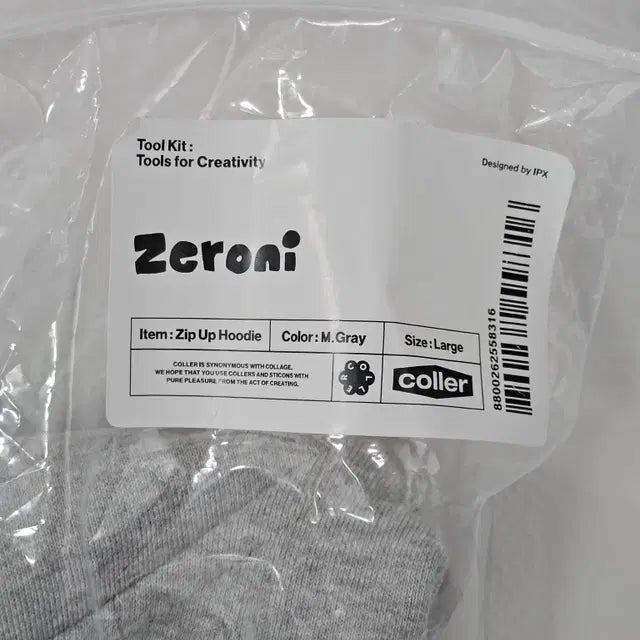 Tool Kit :
Tools for Creativity
Designed by IPX
Zeroni
Item : Zip Up Hoodie
Color : M.Gray
Size : Large
COLLER IS SYNONYMOUS WITH COLLAGE.
WE HOPE THAT YOU USE COLLERS AND STICONS WITH
PURE PLEASURE FROM THE ACT OF CREATING.
COLLER
coller
8800262558316